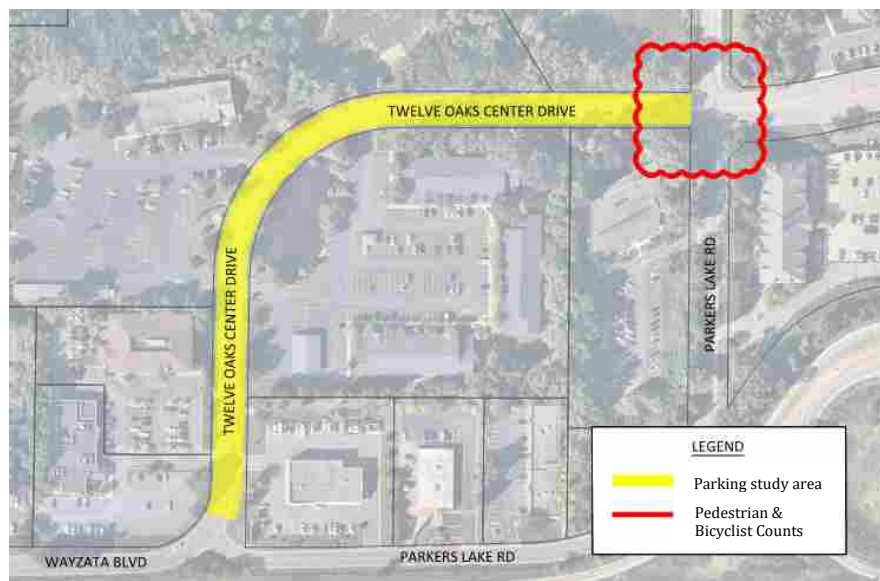 TWELVE OAKS CENTER DRIVE
TWELVE OAKS CENTER DRIVE
PARKERS LAKE RD
LEGEND
Parking study area
Pedestrian &
Bicyclist Counts
WAYZATA BLVD
PARKERS LAKE RD